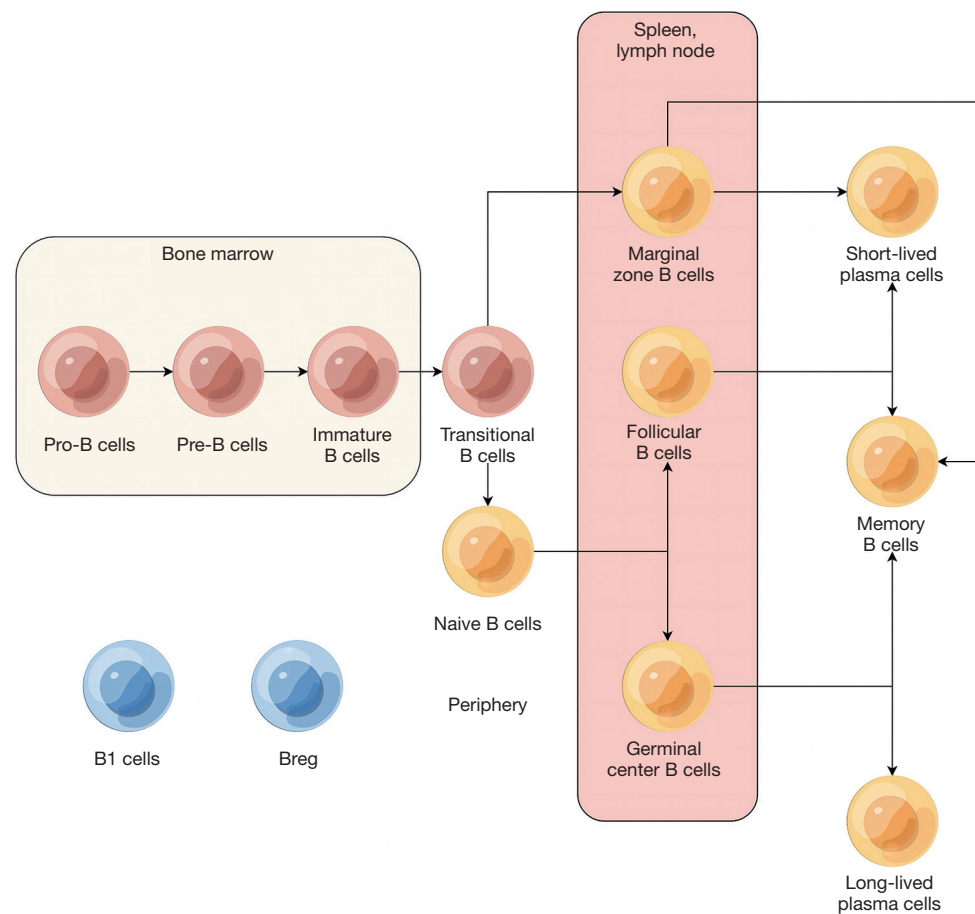 Spleen,
lymph node
Bone marrow
Marginal
zone B cells
Short-lived
plasma cells
Pro-B cells
Pre-B cells
Immature
B cells
Transitional
B cells
Follicular
B cells
Memory
B cells
Naive B cells
Periphery
B1 cells
Breg
Germinal
center B cells
Long-lived
plasma cells